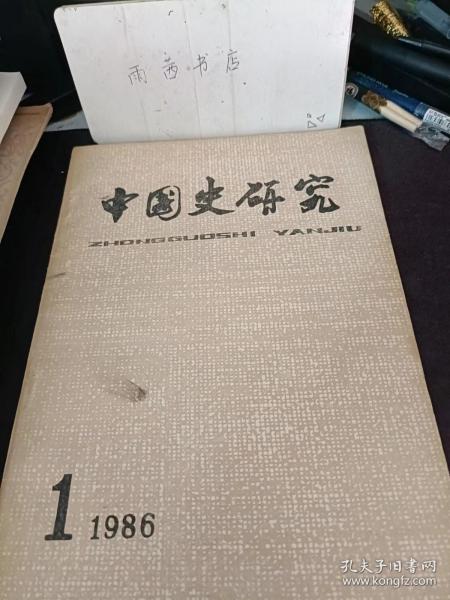 雨茜书店
中国史研究
ZHONGGUOSHI YANJIU
1 1986
孔夫子旧书网
www.kongfz.com